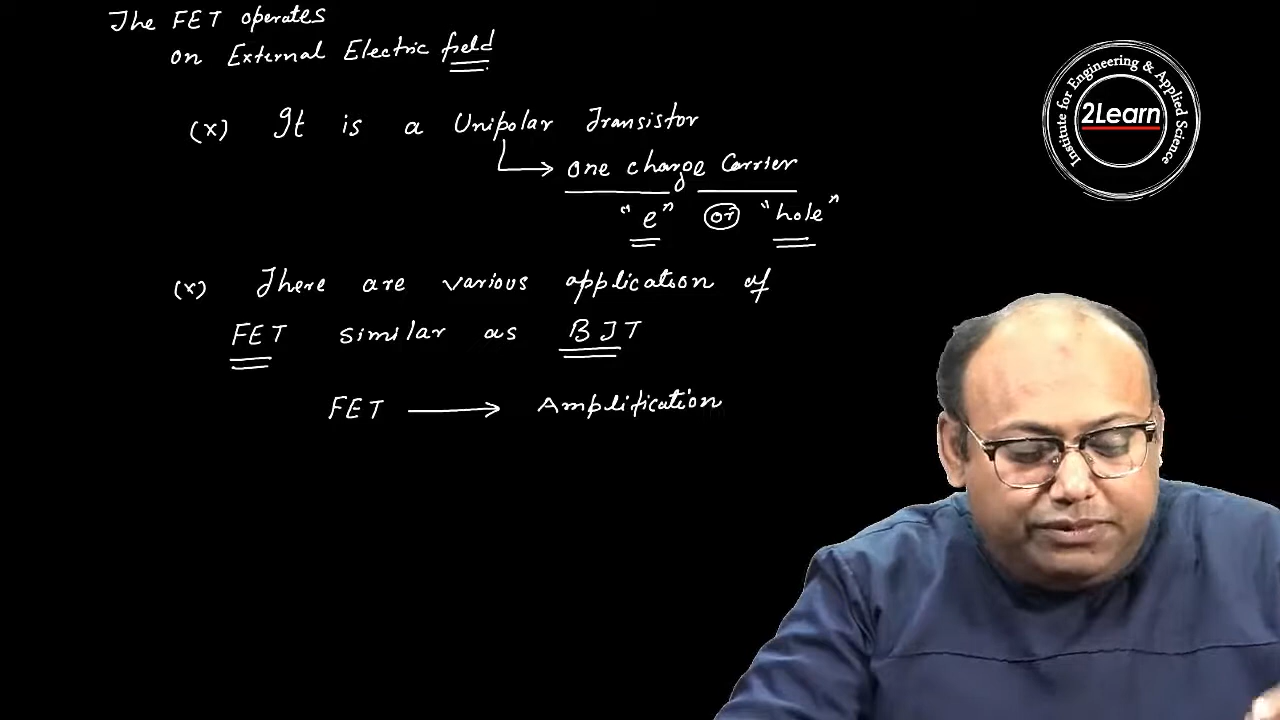 The FET operates
on External Electric field
(x) It is a Unipolar Transistor
one charge Carrier
"e" or "hole"
(x) There are various application of
FET similar as BJT
FET → Amplification
Institute for Engineering & Applied Science
2Learn